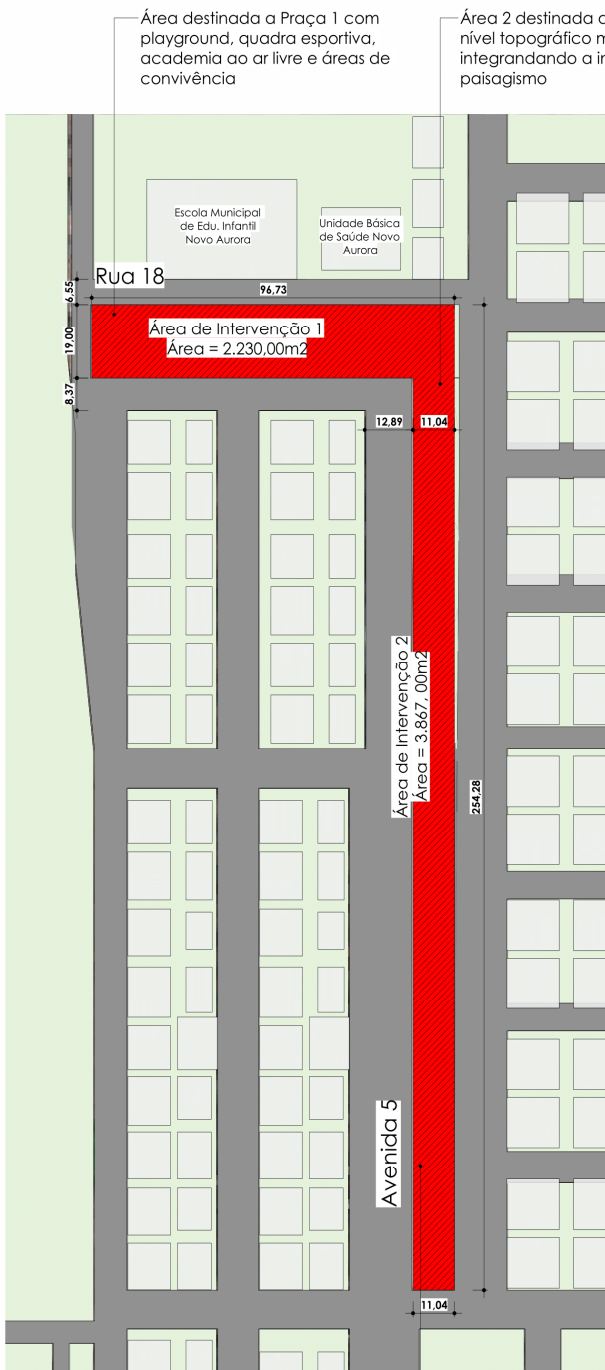 Área destinada a Praça 1 com
playground, quadra esportiva,
academia ao ar livre e áreas de
convivência
Área 2 destinada
nível topográfico
integrandando a
paisagismo
Escola Municipal
de Edu. Infantil
Novo Aurora
Unidade Básica
de Saúde Novo
Aurora
Rua 18
96,73
6,55
19,00
8,37
Área de Intervenção 1
Área = 2.230,00m2
12,89
11,04
Área de Intervenção 2
Área = 3.867, 00m2
254,28
Avenida 5
11,04